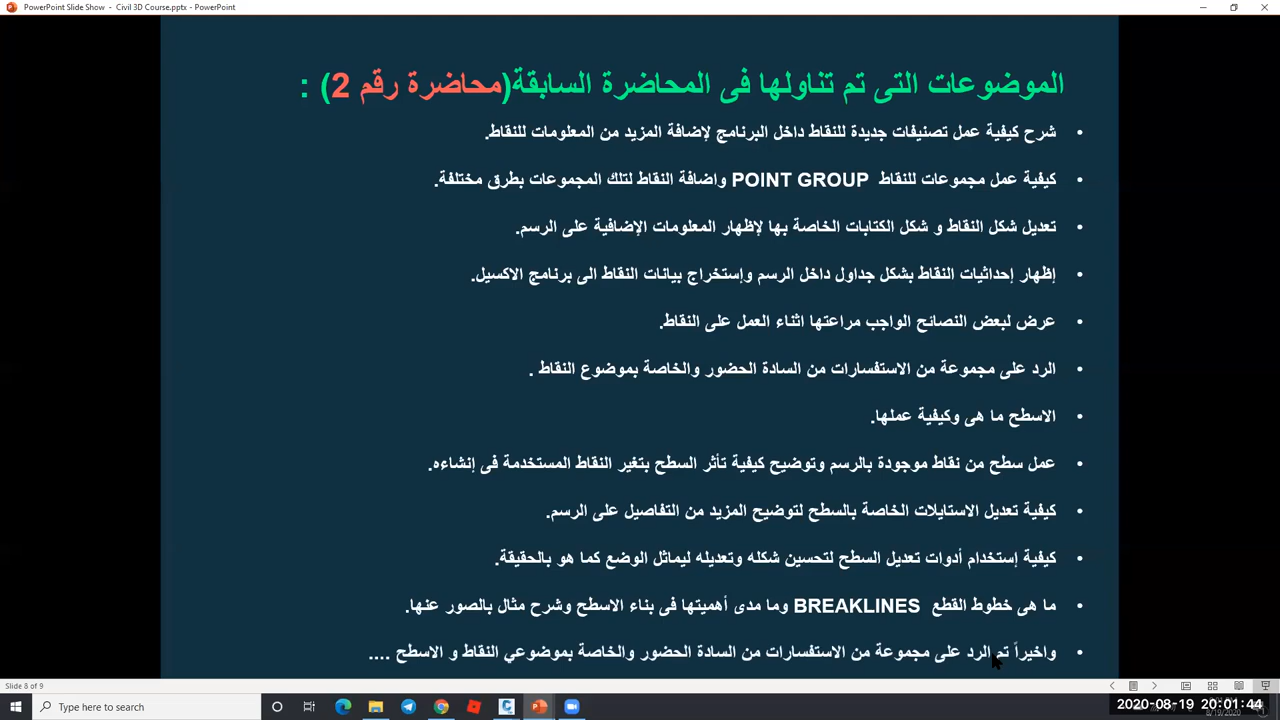 PowerPoint Slide Show - Civil 3D Course.pptx - PowerPoint
الموضوعات التى تم تناولها فى المحاضرة السابقة(محاضرة رقم 2) :
• شرح كيفية عمل تصنيفات جديدة للنقاط داخل البرنامج لإضافة المزيد من المعلومات للنقاط.
• كيفية عمل مجموعات للنقاط POINT GROUP واضافة النقاط لتلك المجموعات بطرق مختلفة.
• تعديل شكل النقاط و شكل الكتابات الخاصة بها لإظهار المعلومات الإضافية على الرسم.
• إظهار إحداثيات النقاط بشكل جداول داخل الرسم وإستخراج بيانات النقاط الى برنامج الاكسيل.
• عرض لبعض النصائح الواجب مراعتها اثناء العمل على النقاط.
• الرد على مجموعة من الاستفسارات من السادة الحضور والخاصة بموضوع النقاط .
• الاسطح ما هى وكيفية عملها.
• عمل سطح من نقاط موجودة بالرسم وتوضيح كيفية تأثر السطح بتغير النقاط المستخدمة فى إنشاءه.
• كيفية تعديل الاستايلات الخاصة بالسطح لتوضيح المزيد من التفاصيل على الرسم.
• كيفية إستخدام أدوات تعديل السطح لتحسين شكله وتعديله ليماثل الوضع كما هو بالحقيقة.
• ما هى خطوط القطع BREAKLINES وما مدى أهميتها فى بناء الاسطح وشرح مثال بالصور عنها.
• واخيراً تم الرد على مجموعة من الاستفسارات من السادة الحضور والخاصة بموضوعي النقاط و الاسطح ....
Slide 8 of 9
Type here to search
2020-08-19 20:01:44